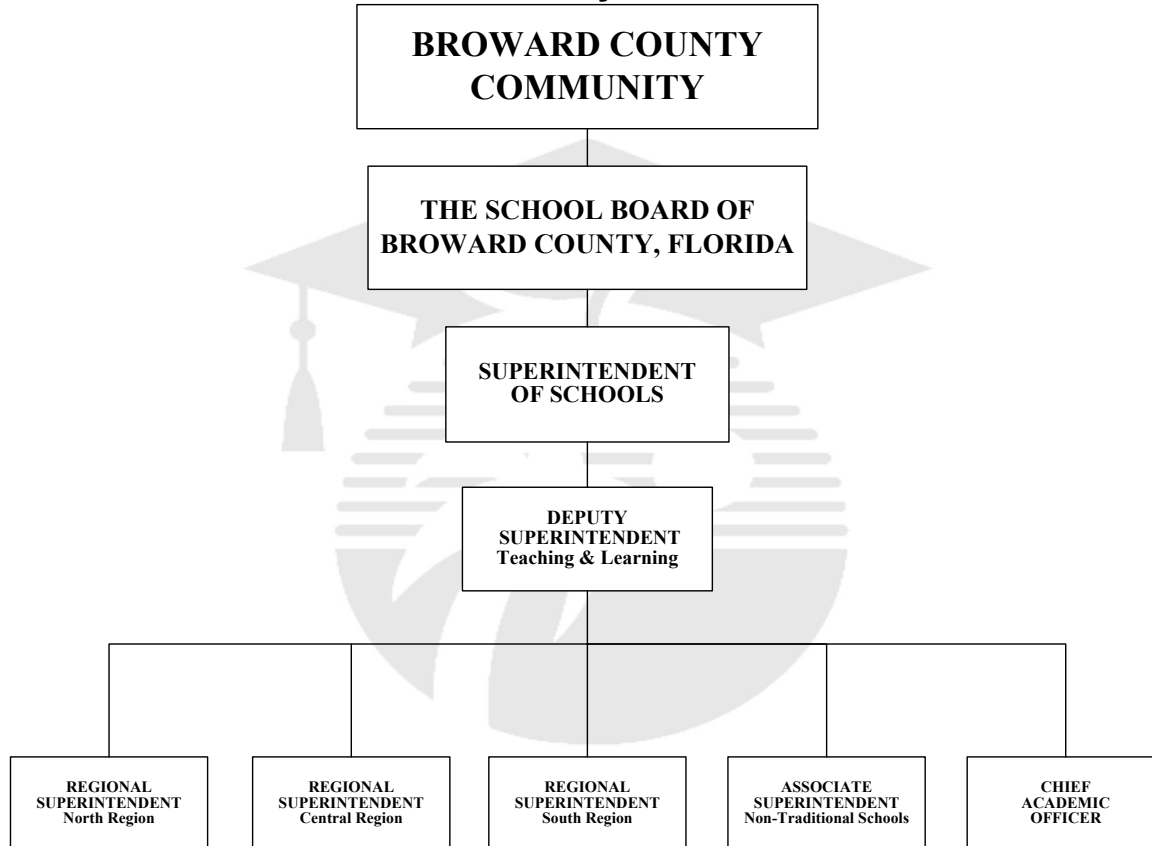 BROWARD COUNTY
COMMUNITY
THE SCHOOL BOARD OF
BROWARD COUNTY, FLORIDA
SUPERINTENDENT
OF SCHOOLS
DEPUTY
SUPERINTENDENT
Teaching & Learning
REGIONAL
SUPERINTENDENT
North Region
REGIONAL
SUPERINTENDENT
Central Region
REGIONAL
SUPERINTENDENT
South Region
ASSOCIATE
SUPERINTENDENT
Non-Traditional Schools
CHIEF
ACADEMIC
OFFICER